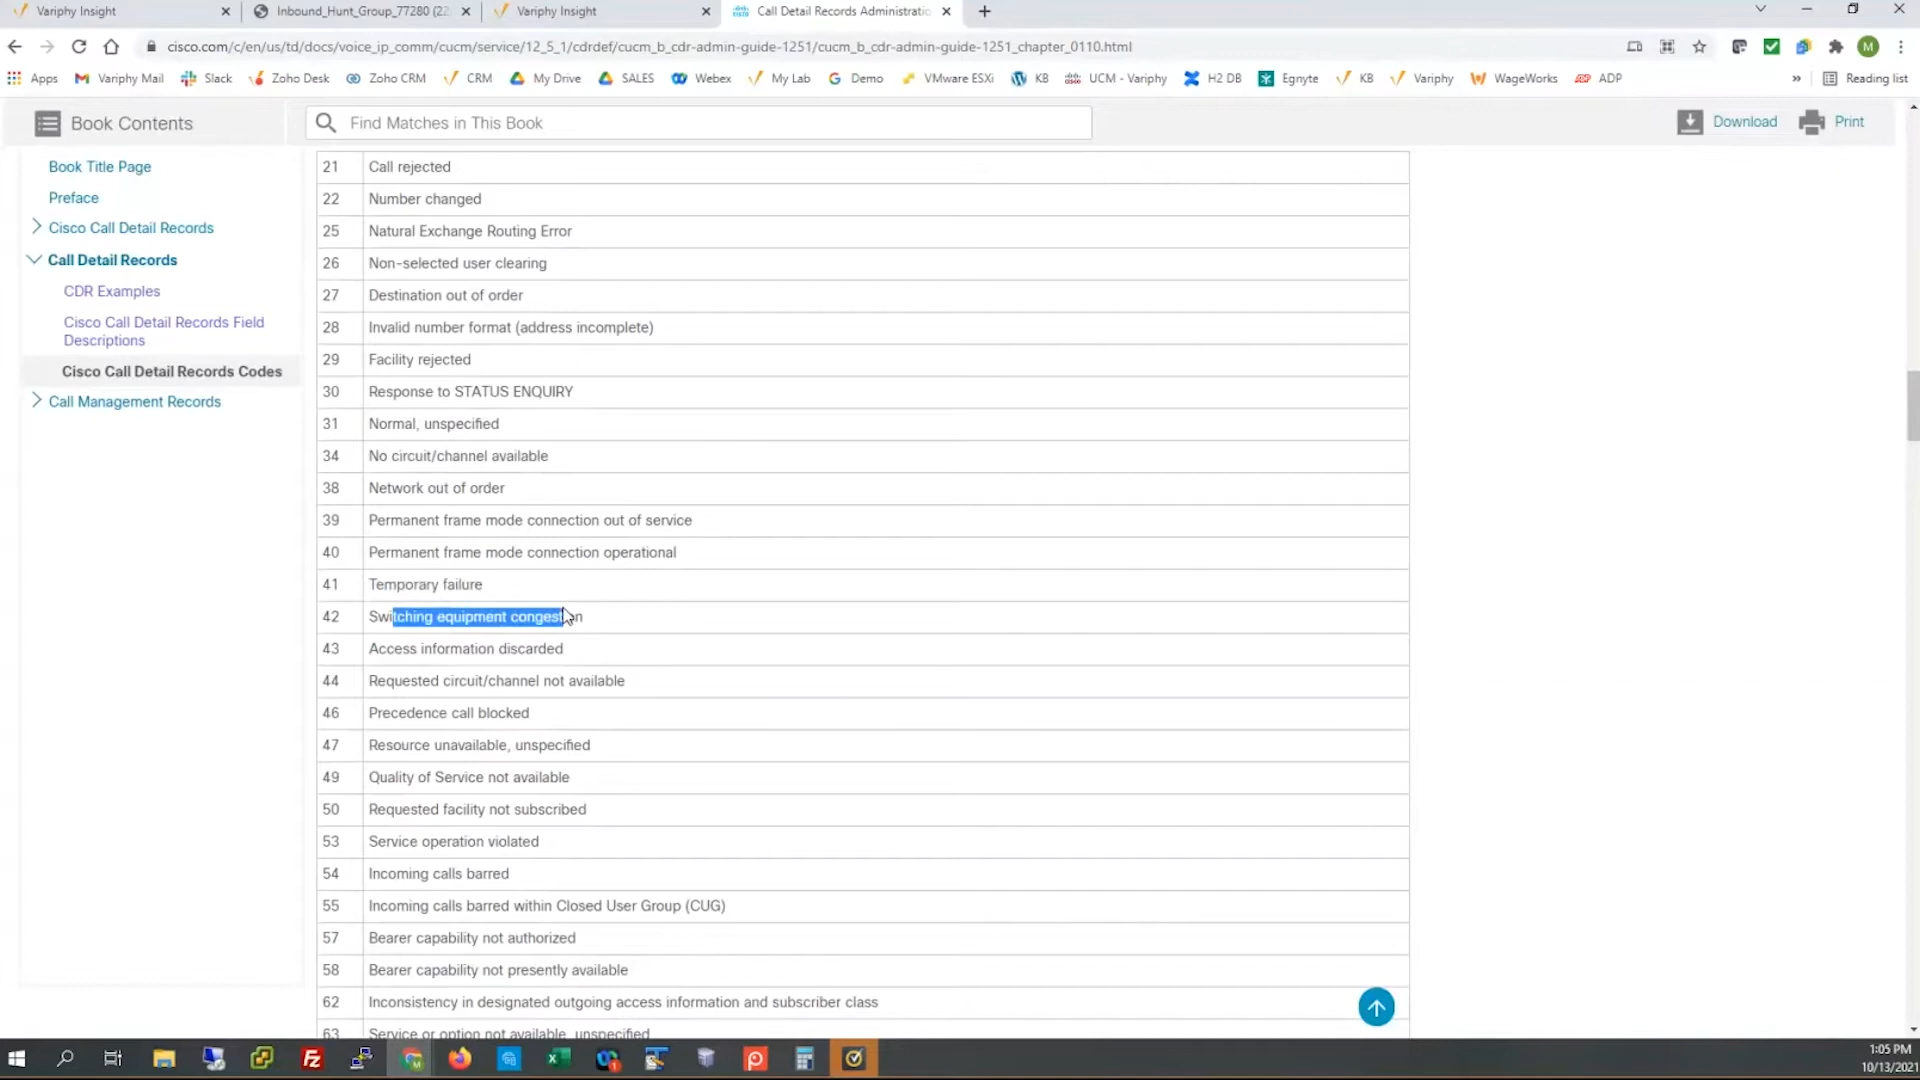 Variphy Insight
Inbound_Hunt_Group_77280 (22
Variphy Insight
Call Detail Records Administratio
cisco.com/c/en/us/td/docs/voice_ip_comm/cucm/service/12_5_1/cdrdef/cucm_b_cdr-admin-guide-1251/cucm_b_cdr-admin-guide-1251_chapter_0110.html
M
Apps
Variphy Mail
Slack
Zoho Desk
Zoho CRM
CRM
My Drive
SALES
Webex
My Lab
Demo
VMware ESXi
KB
UCM - Variphy
H2 DB
Egnyte
KB
Variphy
WageWorks
ADP
»
Reading list
Book Contents
Find Matches in This Book
Download
Print
Book Title Page
Preface
Cisco Call Detail Records
Call Detail Records
CDR Examples
Cisco Call Detail Records Field
Descriptions
Cisco Call Detail Records Codes
Call Management Records
21 Call rejected
22 Number changed
25 Natural Exchange Routing Error
26 Non-selected user clearing
27 Destination out of order
28 Invalid number format (address incomplete)
29 Facility rejected
30 Response to STATUS ENQUIRY
31 Normal, unspecified
34 No circuit/channel available
38 Network out of order
39 Permanent frame mode connection out of service
40 Permanent frame mode connection operational
41 Temporary failure
42 Switching equipment congestion
43 Access information discarded
44 Requested circuit/channel not available
46 Precedence call blocked
47 Resource unavailable, unspecified
49 Quality of Service not available
50 Requested facility not subscribed
53 Service operation violated
54 Incoming calls barred
55 Incoming calls barred within Closed User Group (CUG)
57 Bearer capability not authorized
58 Bearer capability not presently available
62 Inconsistency in designated outgoing access information and subscriber class
63 Service or option not available, unspecified
1:05 PM
10/13/2021